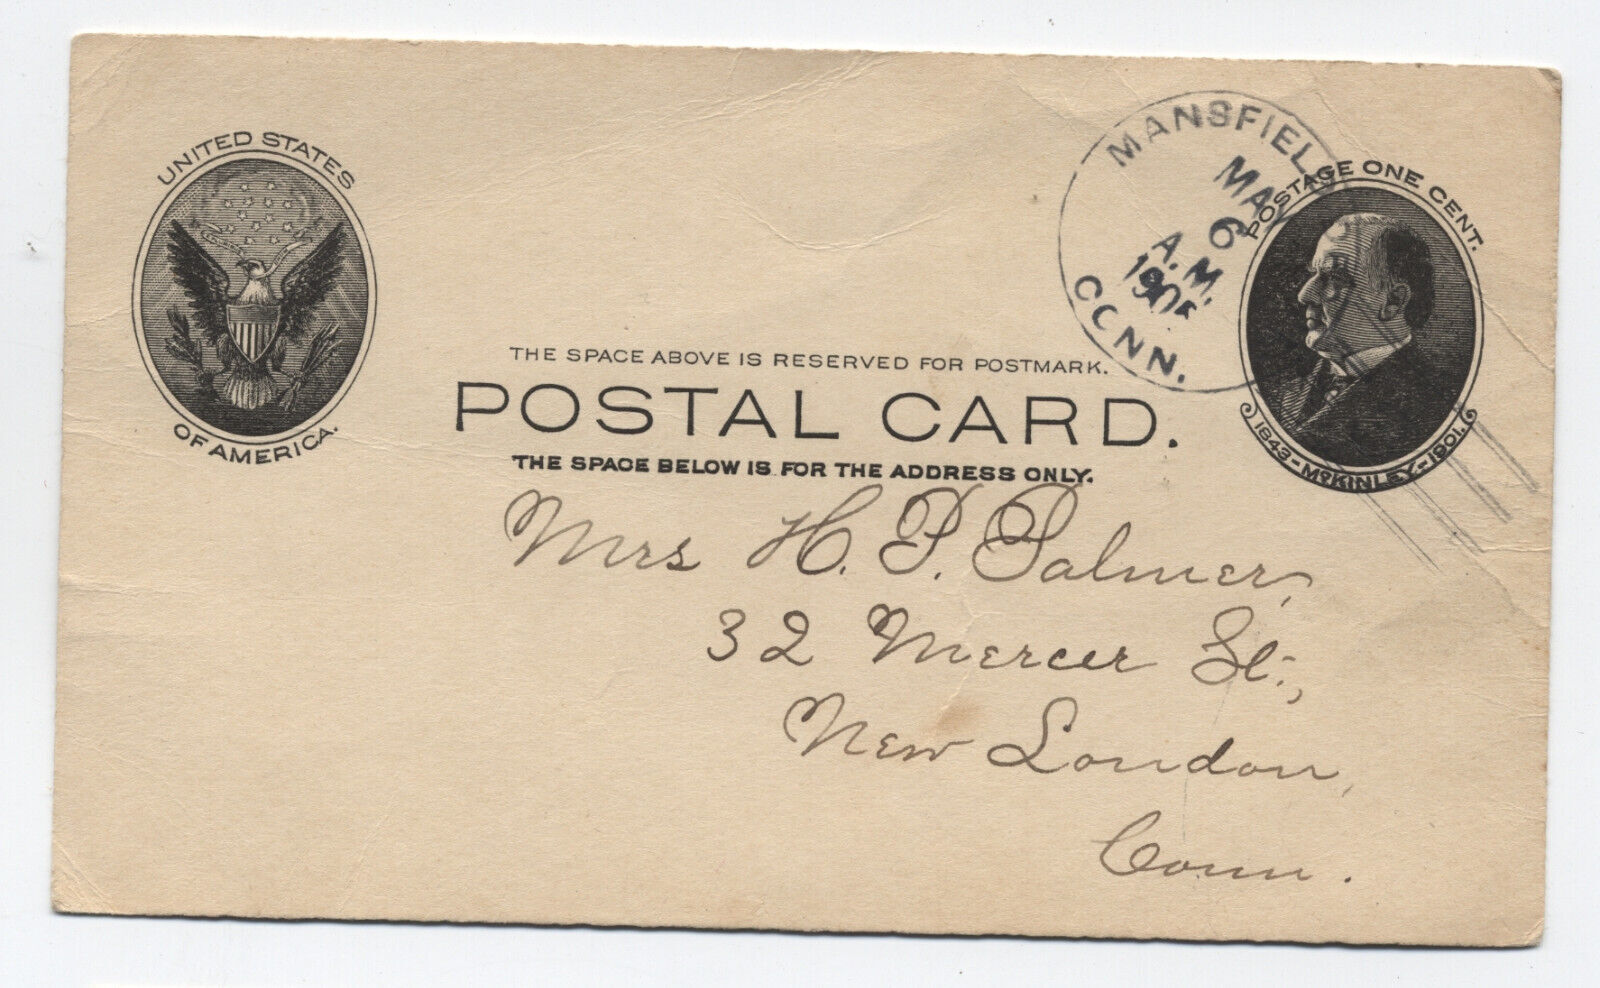 UNITED STATES
OF AMERICA.
MANSFIELD
MAY
6
A.M.
CONN.
POSTAGE ONE CENT.
1843-McKINLEY-1901.
THE SPACE ABOVE IS RESERVED FOR POSTMARK.
POSTAL CARD.
THE SPACE BELOW IS FOR THE ADDRESS ONLY.
Mrs H. P. Palmer,
32 Mercer St.,
New London,
Conn.